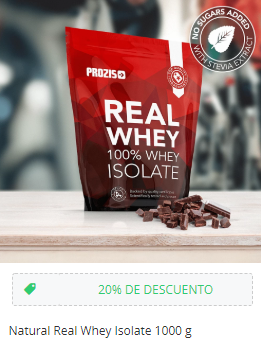 NO SUGARS ADDED
WITH STEVIA EXTRACT
PROZIS
REAL
WHEY
100% WHEY
ISOLATE
20% DE DESCUENTO
Natural Real Whey Isolate 1000 g